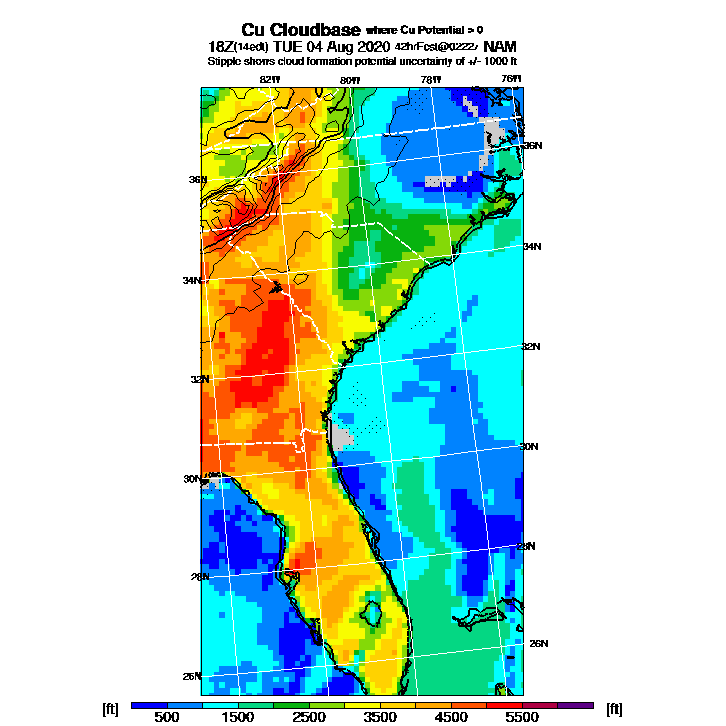 Cu Cloudbase where Cu Potential > 0
18Z(14edt) TUE 04 Aug 2020 42hrFcst@0222z NAM
Stipple shows cloud formation potential uncertainty of +/- 1000 ft
82W 80W 78W 76W
36N
36N
34N
34N
32N
32N
30N
30N
28N
28N
26N
26N
[ft] [ft]
500 1500 2500 3500 4500 5500